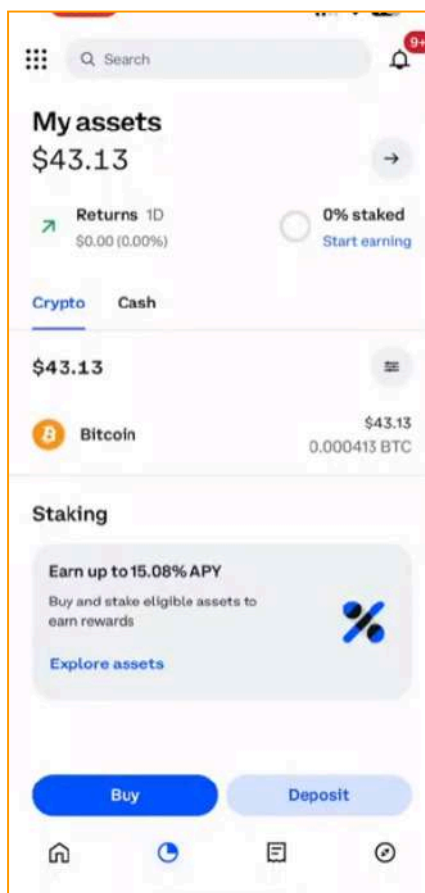 Search
9+
My assets
$43.13
Returns 1D
$0.00 (0.00%)
0% staked
Start earning
Crypto Cash
$43.13
Bitcoin
$43.13
0.000413 BTC
Staking
Earn up to 15.08% APY
Buy and stake eligible assets to
earn rewards
Explore assets
Buy
Deposit